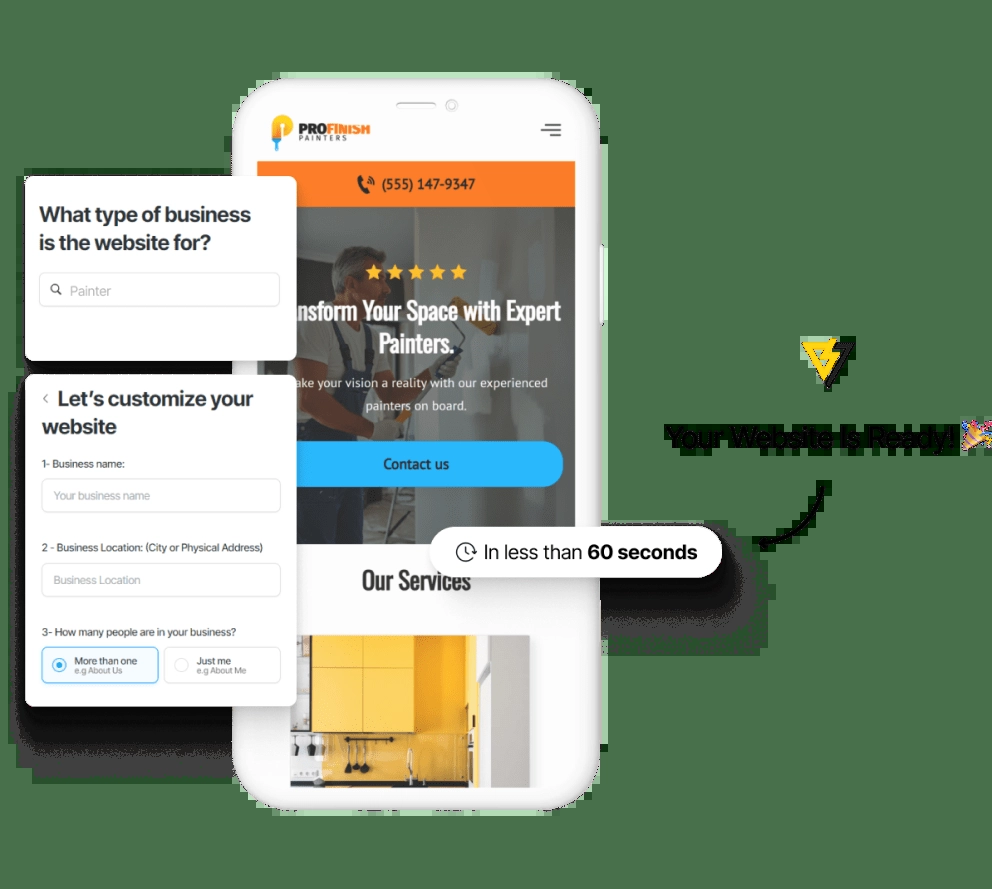 PROFINISH
PAINTERS
(555) 147-9347
What type of business
is the website for?
Painter
nsform Your Space with Expert
Painters.
ake your vision a reality with our experienced
painters on board.
Contact us
Let’s customize your
website
1- Business name:
Your business name
2 - Business Location: (City or Physical Address)
Business Location
3- How many people are in your business?
More than one
e.g About Us
Just me
e.g About Me
Your Website Is Ready!
In less than 60 seconds
Our Services